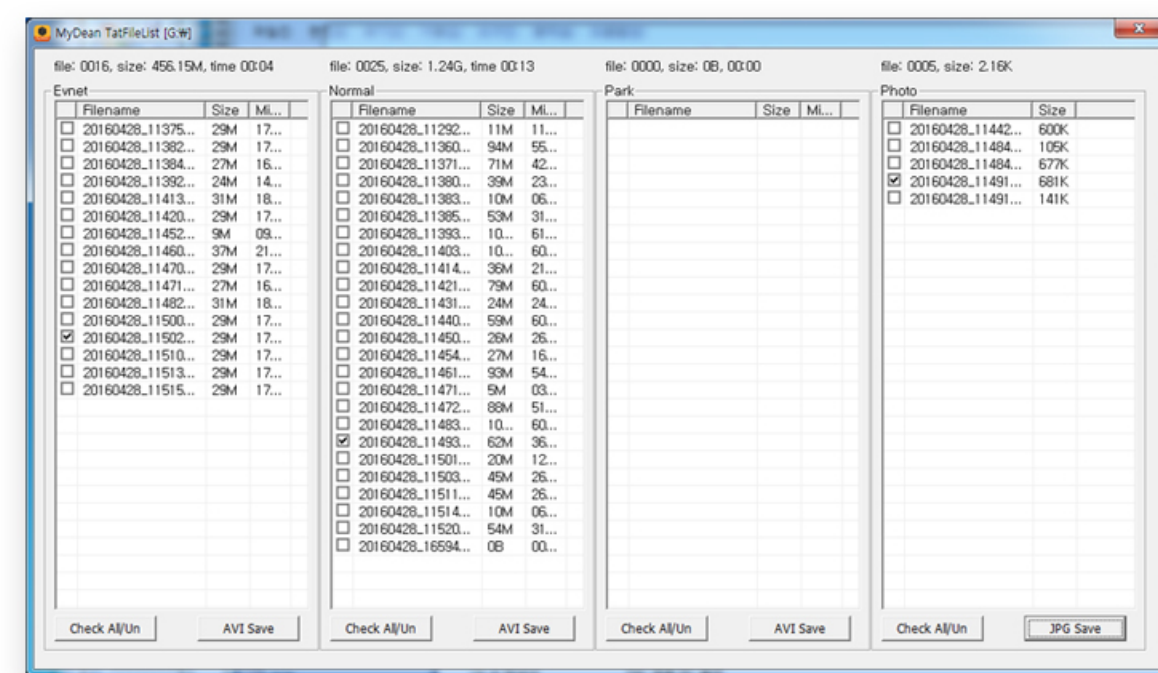 MyDean TatFileList [G:₩]
file: 0016, size: 456.15M, time 00:04
Evnet
Filename Size Mi...
20160428_11375... 29M 17...
20160428_11382... 29M 17...
20160428_11384... 27M 16...
20160428_11392... 24M 14...
20160428_11413... 31M 18...
20160428_11420... 29M 17...
20160428_11452... 9M 09...
20160428_11460... 37M 21...
20160428_11470... 29M 17...
20160428_11471... 27M 16...
20160428_11482... 31M 18...
20160428_11500... 29M 17...
20160428_11502... 29M 17...
20160428_11510... 29M 17...
20160428_11513... 29M 17...
20160428_11515... 29M 17...
Check All/Un AVI Save
file: 0025, size: 1.24G, time 00:13
Normal
Filename Size Mi...
20160428_11292... 11M 11...
20160428_11360... 94M 55...
20160428_11371... 71M 42...
20160428_11380... 39M 23...
20160428_11383... 10M 06...
20160428_11385... 53M 31...
20160428_11393... 10... 61...
20160428_11403... 10... 60...
20160428_11414... 36M 21...
20160428_11421... 79M 60...
20160428_11431... 24M 24...
20160428_11440... 59M 60...
20160428_11450... 26M 26...
20160428_11454... 27M 16...
20160428_11461... 93M 54...
20160428_11471... 5M 03...
20160428_11472... 88M 51...
20160428_11483... 10... 60...
20160428_11493... 62M 36...
20160428_11501... 20M 12...
20160428_11503... 45M 26...
20160428_11511... 45M 26...
20160428_11514... 10M 06...
20160428_11520... 54M 31...
20160428_16594... 0B 00...
Check All/Un AVI Save
file: 0000, size: 0B, 00:00
Park
Filename Size Mi...
Check All/Un AVI Save
file: 0005, size: 2.16K
Photo
Filename Size
20160428_11442... 600K
20160428_11484... 105K
20160428_11484... 677K
20160428_11491... 681K
20160428_11491... 141K
Check All/Un JPG Save